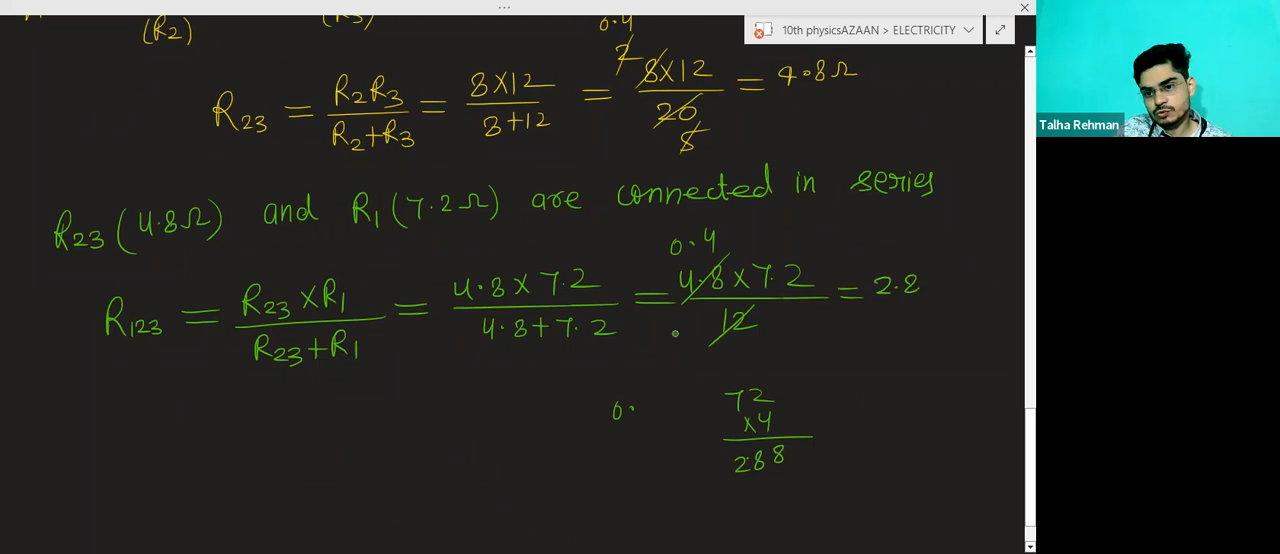 (R2)
10th physicsAZAAN > ELECTRICITY
Talha Rehman
0.4
2
R23 = R2R3 / R2+R3 = 8×12 / 8+12 = 8×12 / 20 = 4.8Ω
5
R23 (4.8Ω) and R1 (7.2Ω) are connected in series
0.4
R123 = R23 × R1 / R23+R1 = 4.8×7.2 / 4.8+7.2 = 4.8×7.2 / 12 = 2.8
0.
72
×4
288